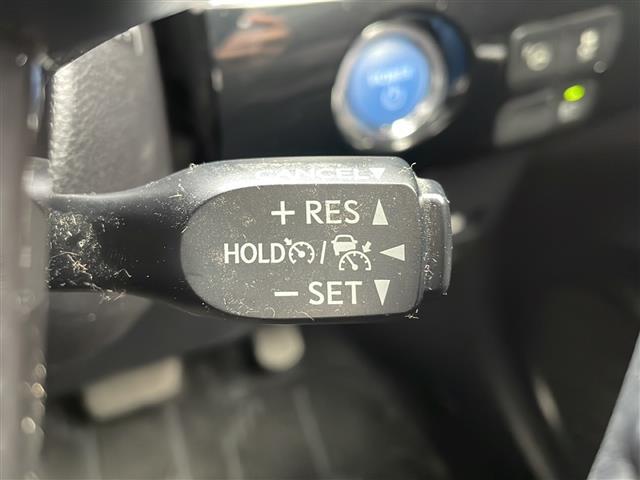 CANCEL▼
+ RES ▲
HOLD / ◀
− SET ▼